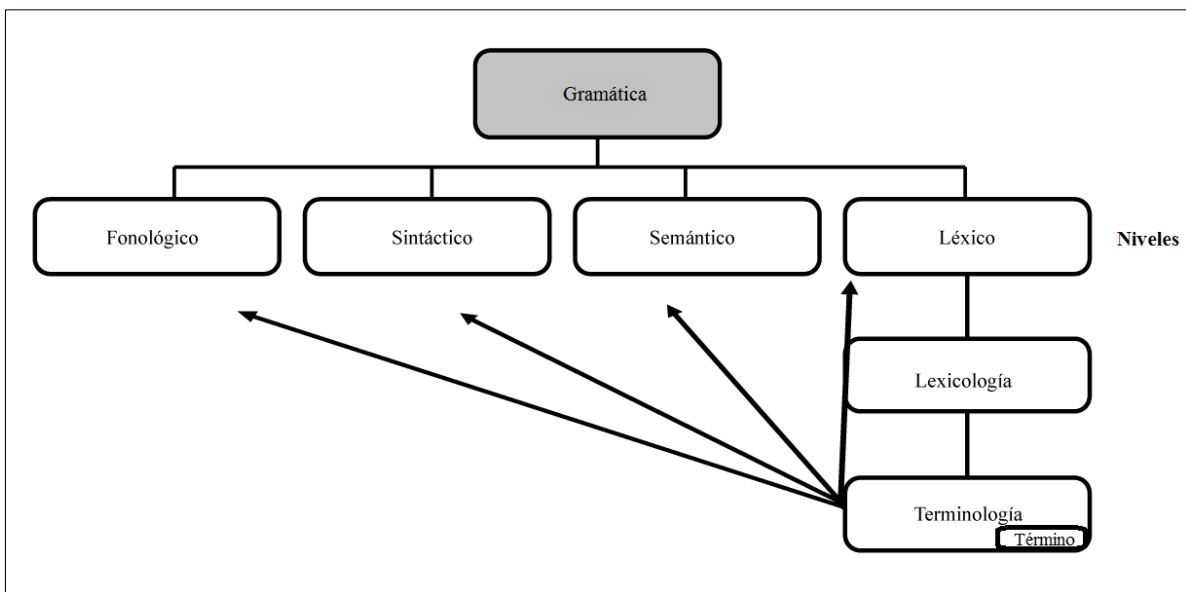 Gramática
Fonológico
Sintáctico
Semántico
Léxico
Niveles
Lexicología
Terminología
Término